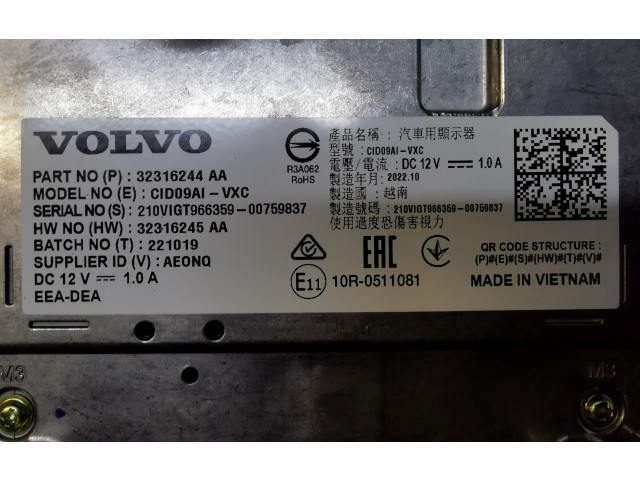 VOLVO
PART NO (P) : 32316244 AA
MODEL NO (E) : CID09AI-VXC
SERIAL NO (S) : 210VIGT966359-00759837
HW NO (HW) : 32316245 AA
BATCH NO (T) : 221019
SUPPLIER ID (V) : AEONQ
DC 12 V ⎓ 1.0 A
EEA-DEA
R3A062
RoHS
產品名稱 : 汽車用顯示器
型號: CID09AI-VXC
電壓/電流 : DC 12 V ⎓ 1.0 A
製造年月 : 2022.10
製造國 : 越南
製造號碼 : 210VIGT966359-00759837
使用過度恐傷害視力
EAC
E11 10R-0511081
QR CODE STRUCTURE :
(P)#(E)#(S)#(HW)#(T)#(V)#
MADE IN VIETNAM
M3
M3